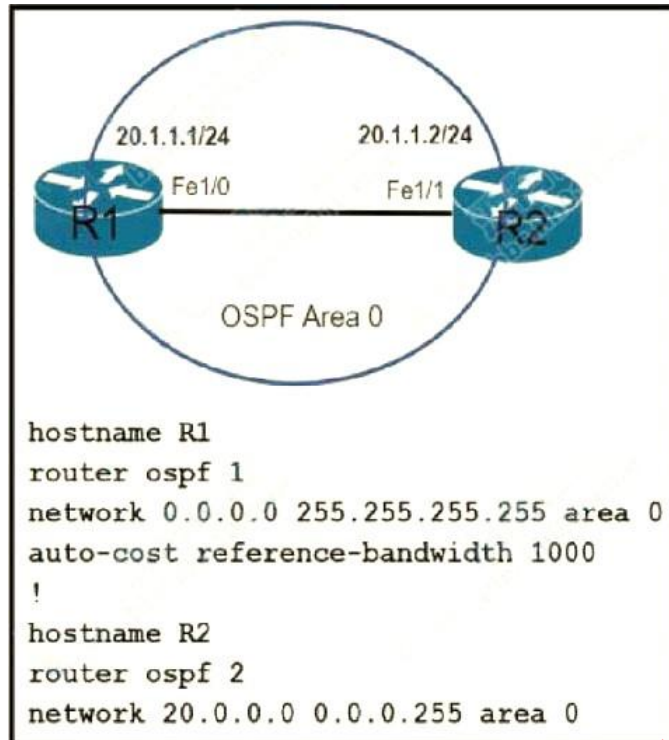 20.1.1.1/24 20.1.1.2/24
Fe1/0 Fe1/1
R1 R2
OSPF Area 0
hostname R1
router ospf 1
network 0.0.0.0 255.255.255.255 area 0
auto-cost reference-bandwidth 1000
!
hostname R2
router ospf 2
network 20.0.0.0 0.0.0.255 area 0